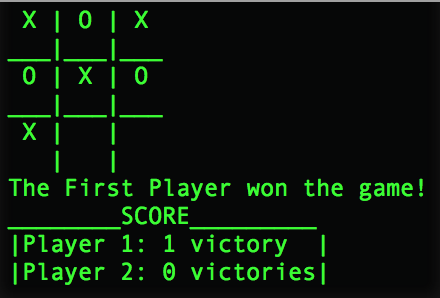 X | O | X
___|___|___
O | X | O
___|___|___
X |   |
   |   |
The First Player won the game!
________SCORE_________
|Player 1: 1 victory  |
|Player 2: 0 victories|